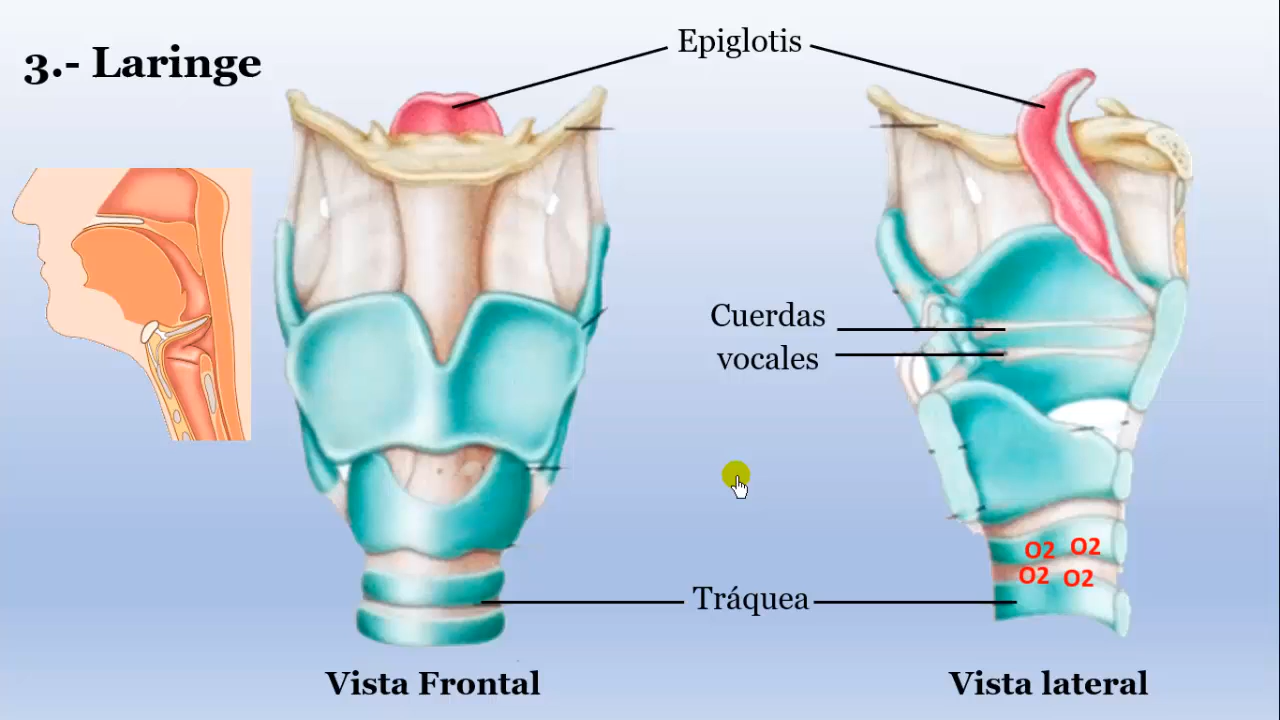 3.- Laringe
Epiglotis
Cuerdas
vocales
O2 O2
O2 O2
Tráquea
Vista Frontal
Vista lateral